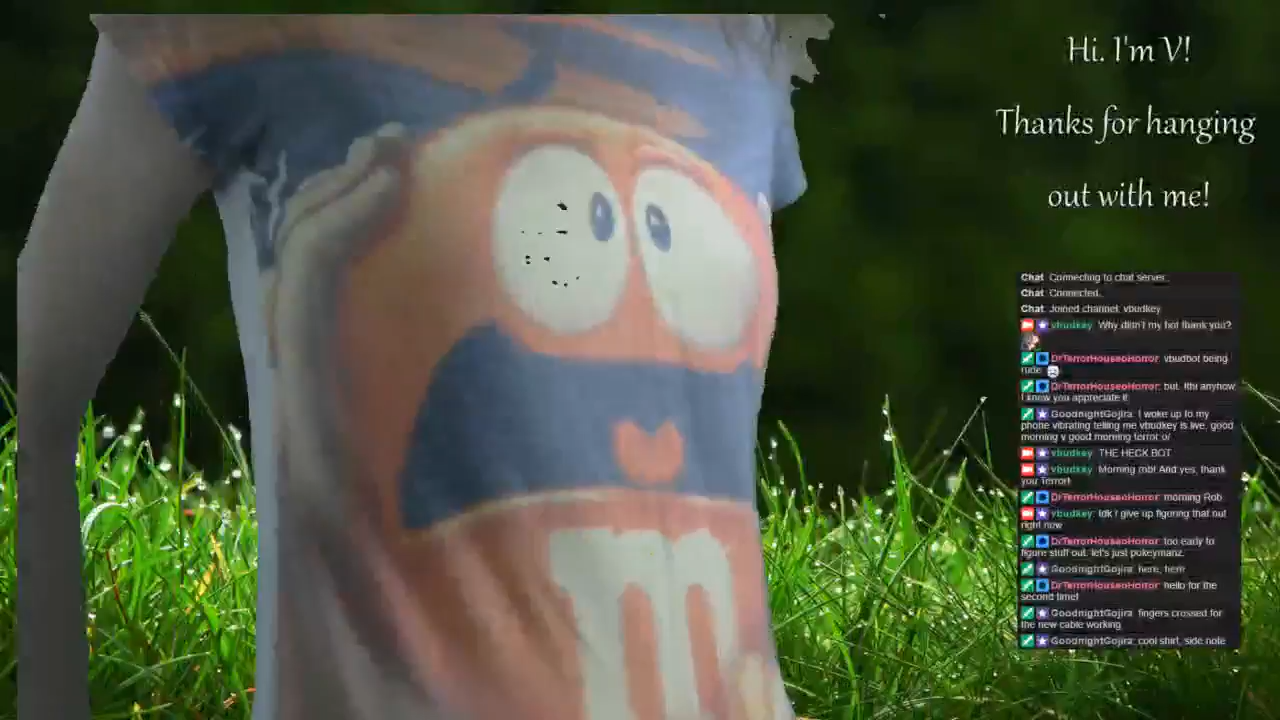 Hi. I'm V!
Thanks for hanging
out with me!
Chat Connecting to chat server.
Chat Connected.
Chat Joined channel, vbudkey
vbudkey Why didn't my bot thank you?
DrTerrorHouseoHorror: vbudbot being
rude
DrTerrorHouseoHorror: but, tthi anyhow
I know you appreciate it
GoodnightGojira: I woke up to my
phone vibrating telling me vbudkey is live, good
morning v good morning terror o/
vbudkey THE HECK BOT
vbudkey Morning rob! And yes, thank
you Terror!
DrTerrorHouseoHorror: morning Rob
vbudkey Idk I give up figuring that out
right now
DrTerrorHouseoHorror: too early to
figure stuff out. let's just pokeymanz.
GoodnightGojira: here, here
DrTerrorHouseoHorror: hello for the
second time!
GoodnightGojira: fingers crossed for
the new cable working
GoodnightGojira: cool shirt, side note
m